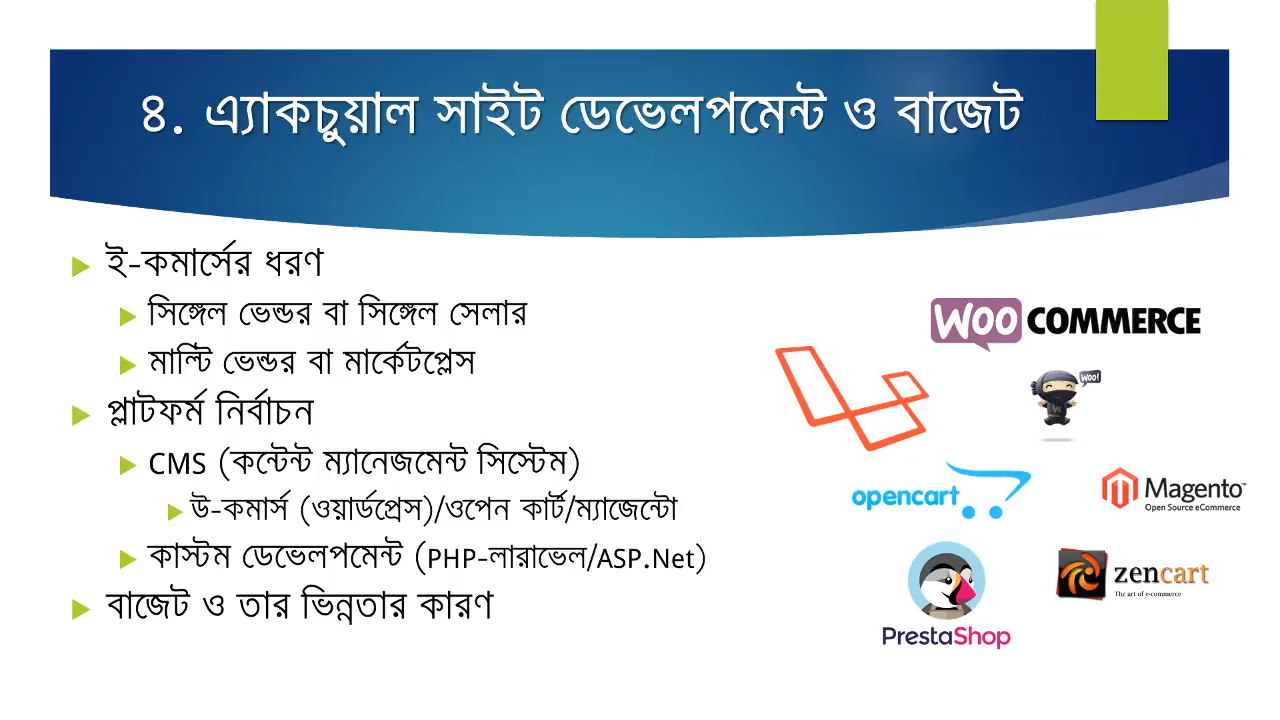 ৪. এ্যাকচুয়াল সাইট ডেভেলপমেন্ট ও বাজেট
ই-কমার্সের ধরণ
সিঙ্গেল ভেন্ডর বা সিঙ্গেল সেলার
মাল্টি ভেন্ডর বা মার্কেটপ্লেস
প্লাটফর্ম নির্বাচন
CMS (কন্টেন্ট ম্যানেজমেন্ট সিস্টেম)
উ-কমার্স (ওয়ার্ডপ্রেস)/ওপেন কার্ট/ম্যাজেন্টো
কাস্টম ডেভেলপমেন্ট (PHP-লারাভেল/ASP.Net)
বাজেট ও তার ভিন্নতার কারণ
WOO COMMERCE
Woo!
opencart
Magento™
Open Source eCommerce
zencart
The art of e-commerce
PrestaShop